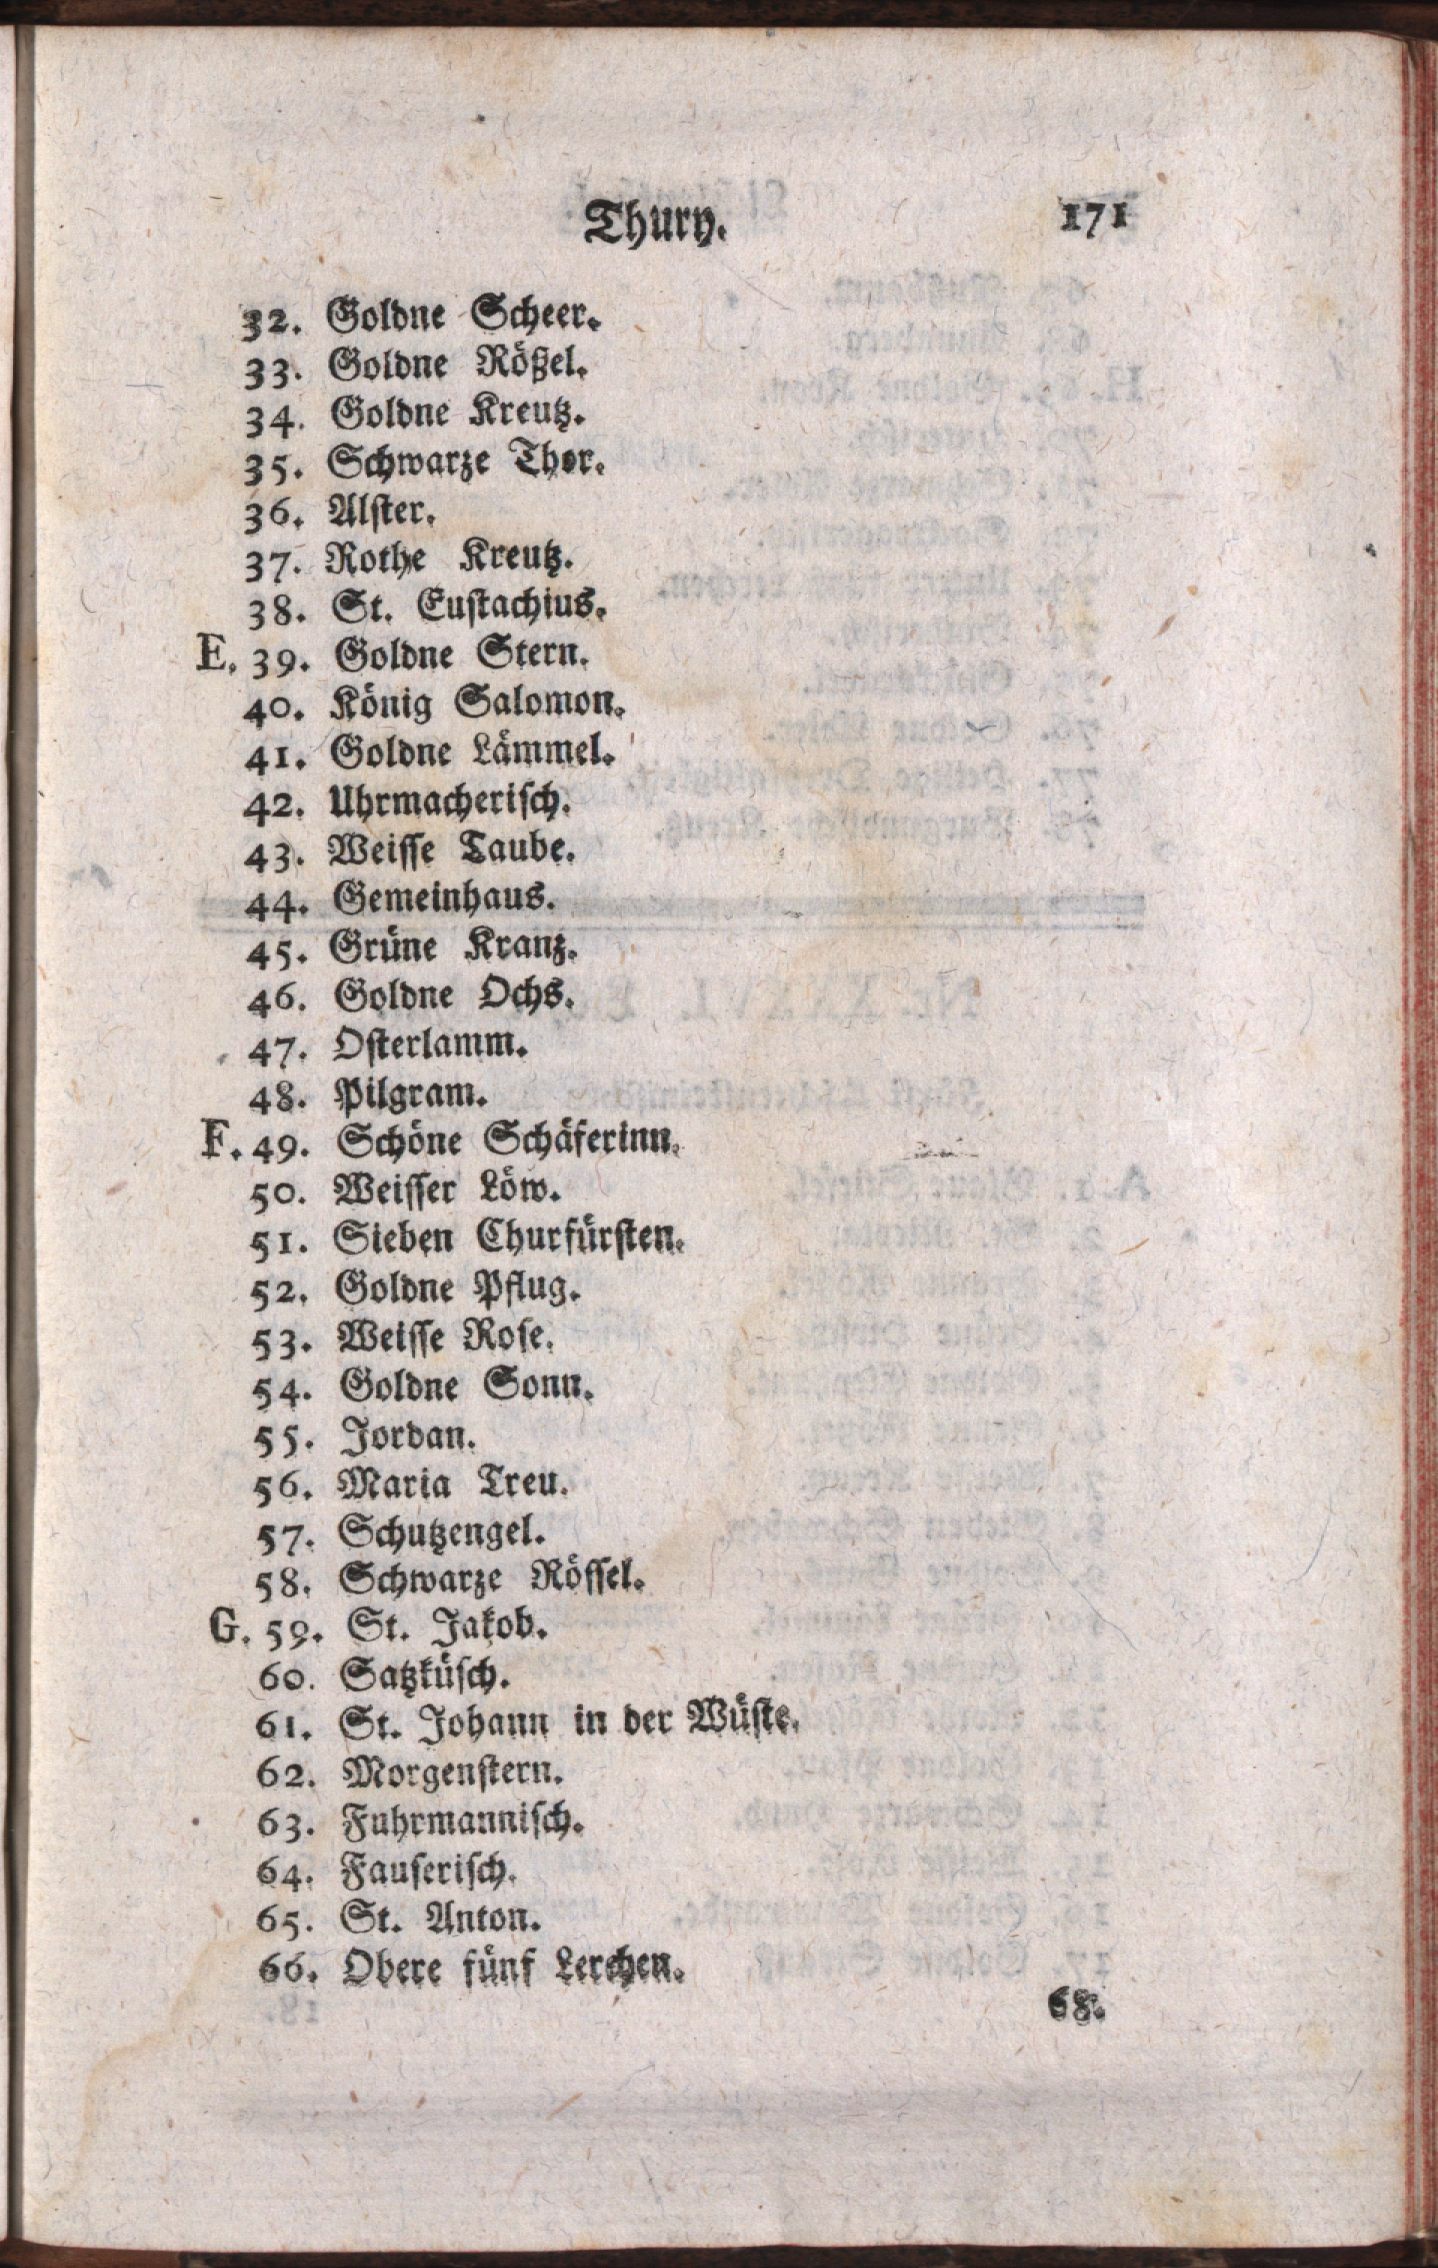 Thury. 171
32. Goldne Scheer.
33. Goldne Rößel.
34. Goldne Kreutz.
35. Schwarze Thor.
36. Alster.
37. Rothe Kreutz.
38. St. Eustachius.
E. 39. Goldne Stern.
40. König Salomon.
41. Goldne Lämmel.
42. Uhrmacherisch.
43. Weisse Taube.
44. Gemeinhaus.
45. Grüne Kranz.
46. Goldne Ochs.
47. Osterlamm.
48. Pilgram.
F. 49. Schöne Schäferinn.
50. Weisser Löw.
51. Sieben Churfürsten.
52. Goldne Pflug.
53. Weisse Rose.
54. Goldne Sonn.
55. Jordan.
56. Maria Treu.
57. Schutzengel.
58. Schwarze Rössel.
G. 59. St. Jakob.
60. Satzküsch.
61. St. Johann in der Wüste.
62. Morgenstern.
63. Fuhrmannisch.
64. Fauserisch.
65. St. Anton.
66. Obere fünf Lerchen.
68.